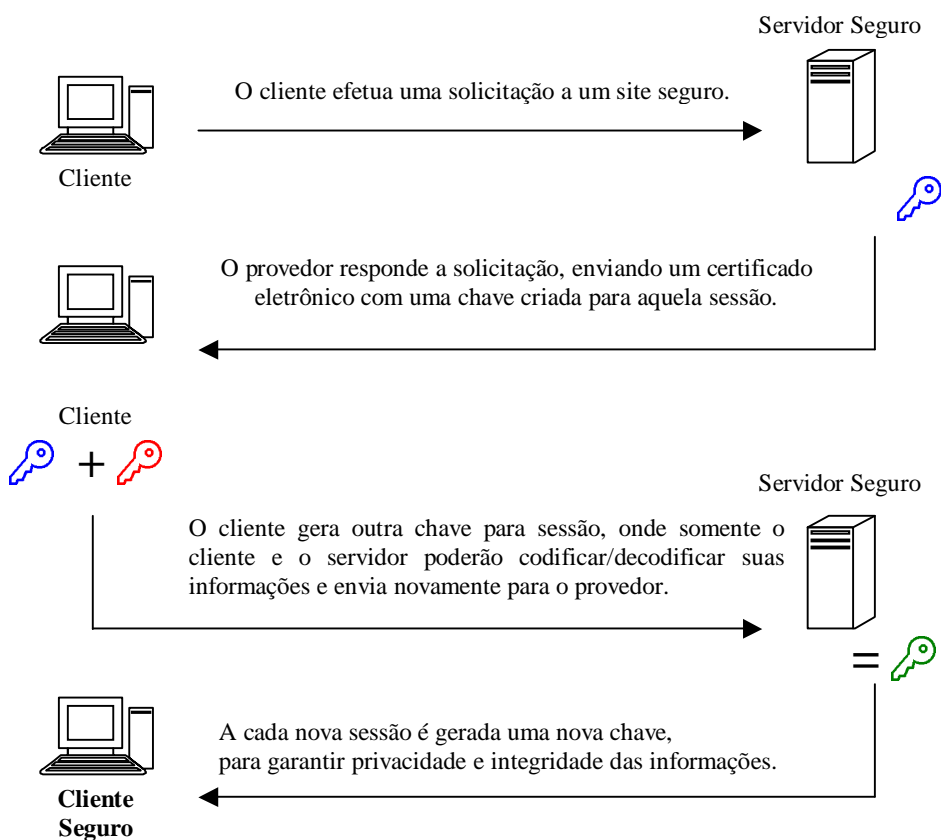 Servidor Seguro
O cliente efetua uma solicitação a um site seguro.
Cliente
O provedor responde a solicitação, enviando um certificado
eletrônico com uma chave criada para aquela sessão.
Cliente
+
Servidor Seguro
O cliente gera outra chave para sessão, onde somente o
cliente e o servidor poderão codificar/decodificar suas
informações e envia novamente para o provedor.
=
A cada nova sessão é gerada uma nova chave,
para garantir privacidade e integridade das informações.
Cliente
Seguro